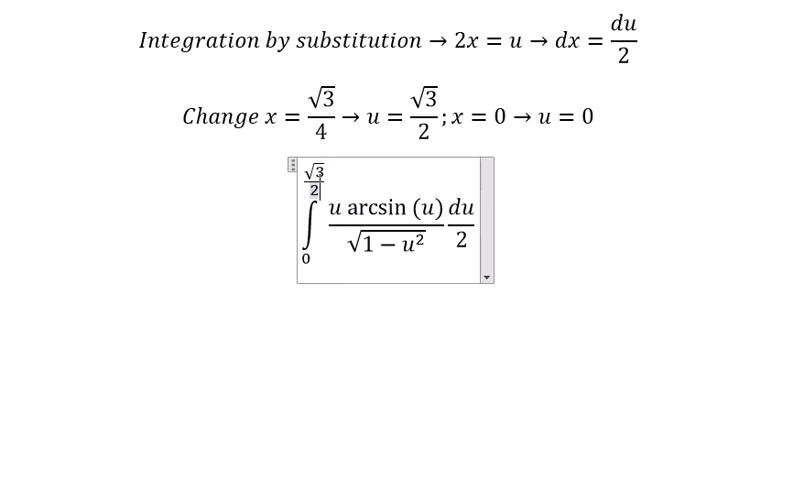 Integration by substitution → 2x = u → dx = du/2
Change x = √3/4 → u = √3/2 ; x = 0 → u = 0
∫₀^(√3/2) (u arcsin (u))/√(1 − u²) du/2